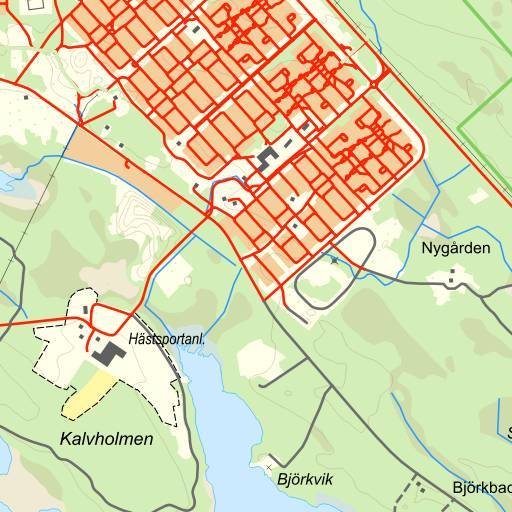 Nygården
Hästsportanl.
Kalvholmen
Björkvik
S
Björkbac